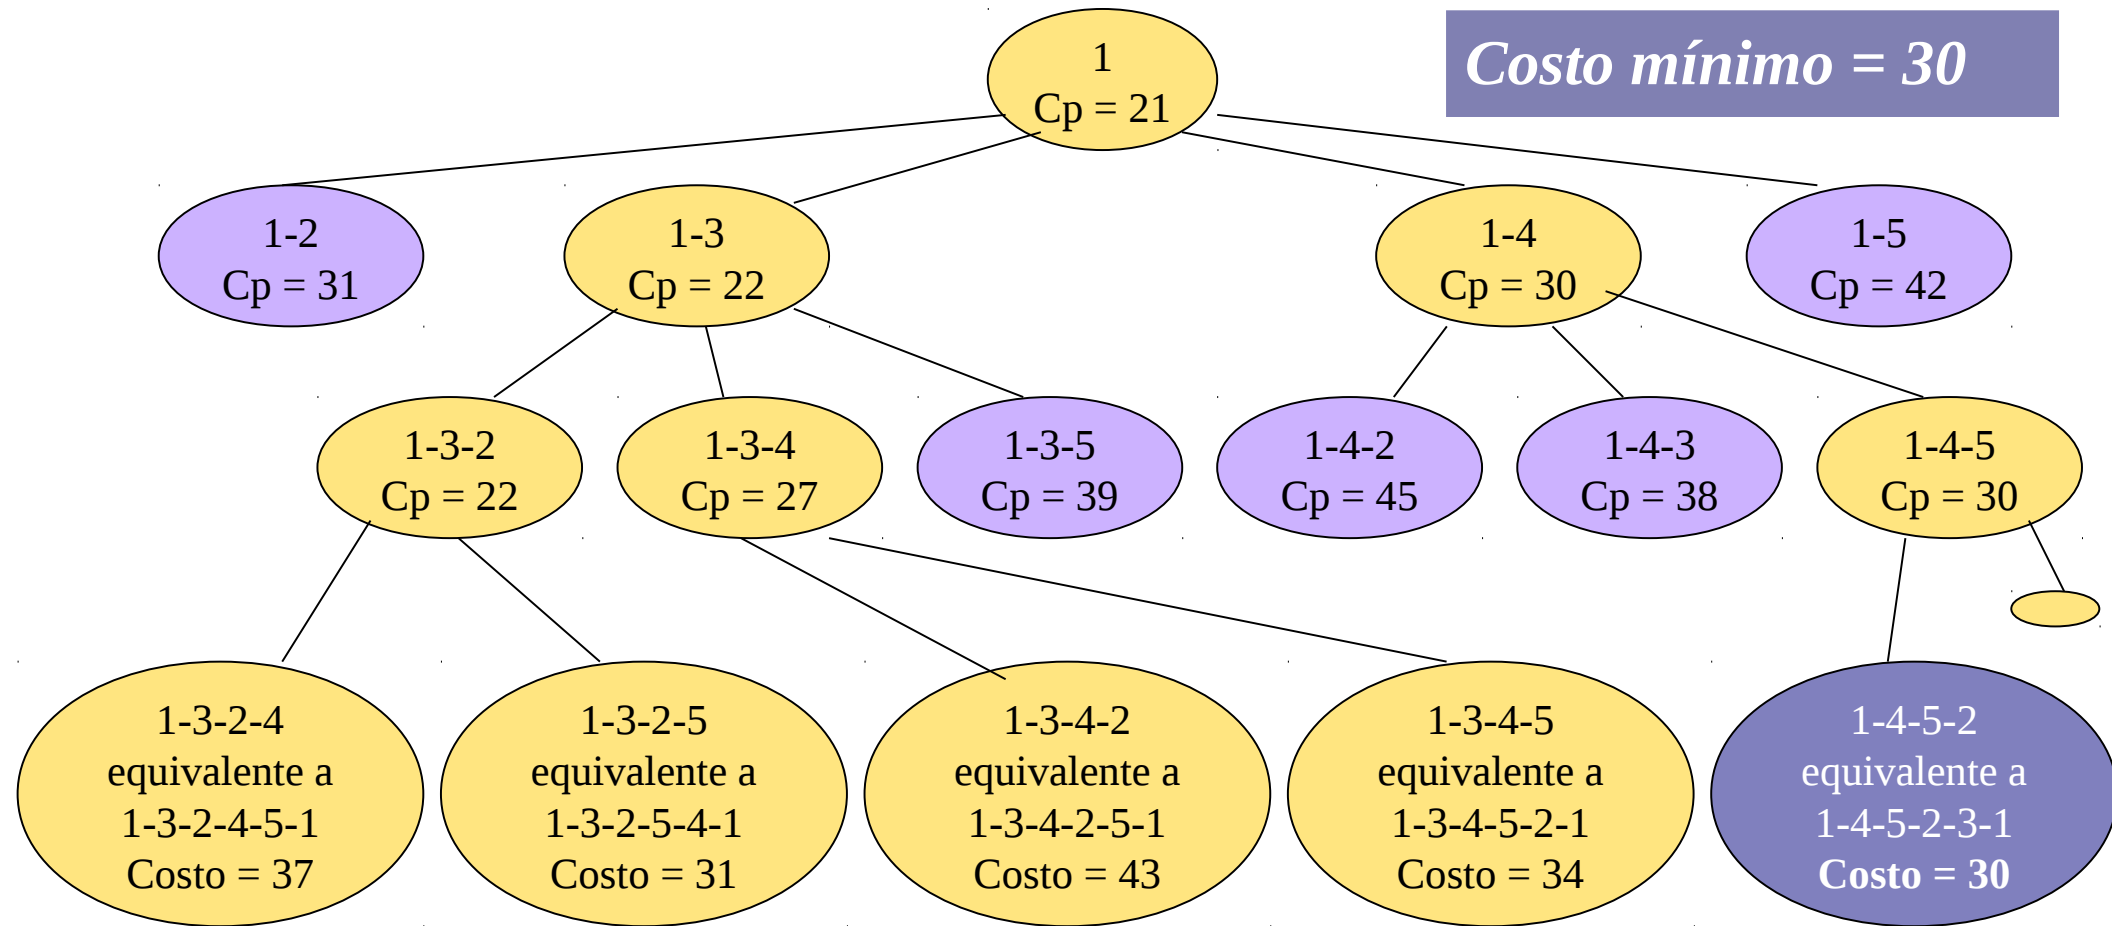 1
Cp = 21
Costo mínimo = 30
1-2
Cp = 31
1-3
Cp = 22
1-4
Cp = 30
1-5
Cp = 42
1-3-2
Cp = 22
1-3-4
Cp = 27
1-3-5
Cp = 39
1-4-2
Cp = 45
1-4-3
Cp = 38
1-4-5
Cp = 30
1-3-2-4
equivalente a
1-3-2-4-5-1
Costo = 37
1-3-2-5
equivalente a
1-3-2-5-4-1
Costo = 31
1-3-4-2
equivalente a
1-3-4-2-5-1
Costo = 43
1-3-4-5
equivalente a
1-3-4-5-2-1
Costo = 34
1-4-5-2
equivalente a
1-4-5-2-3-1
Costo = 30